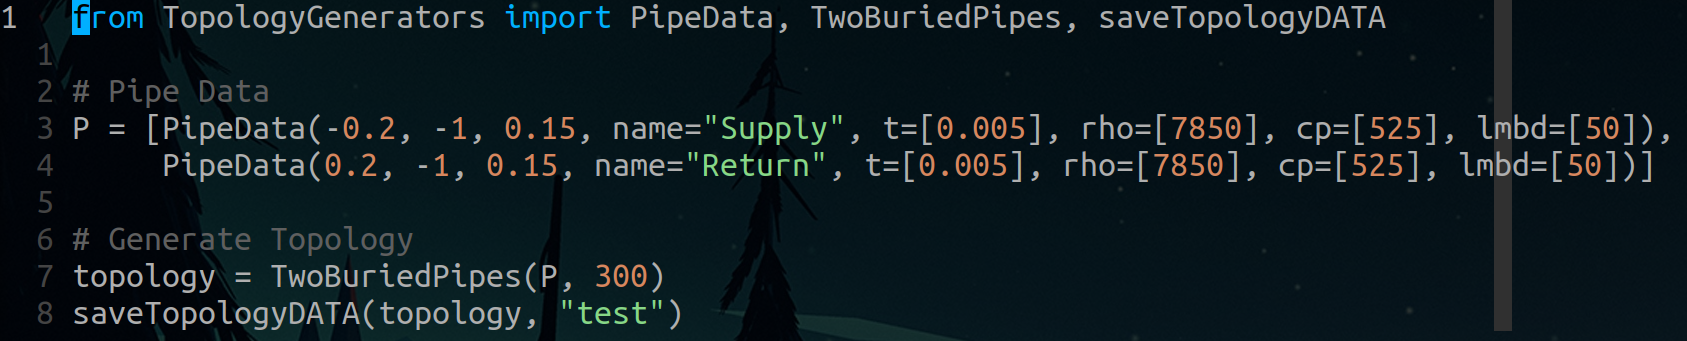 1 from TopologyGenerators import PipeData, TwoBuriedPipes, saveTopologyDATA
1
2 # Pipe Data
3 P = [PipeData(-0.2, -1, 0.15, name="Supply", t=[0.005], rho=[7850], cp=[525], lmbd=[50]),
4      PipeData(0.2, -1, 0.15, name="Return", t=[0.005], rho=[7850], cp=[525], lmbd=[50])]
5
6 # Generate Topology
7 topology = TwoBuriedPipes(P, 300)
8 saveTopologyDATA(topology, "test")